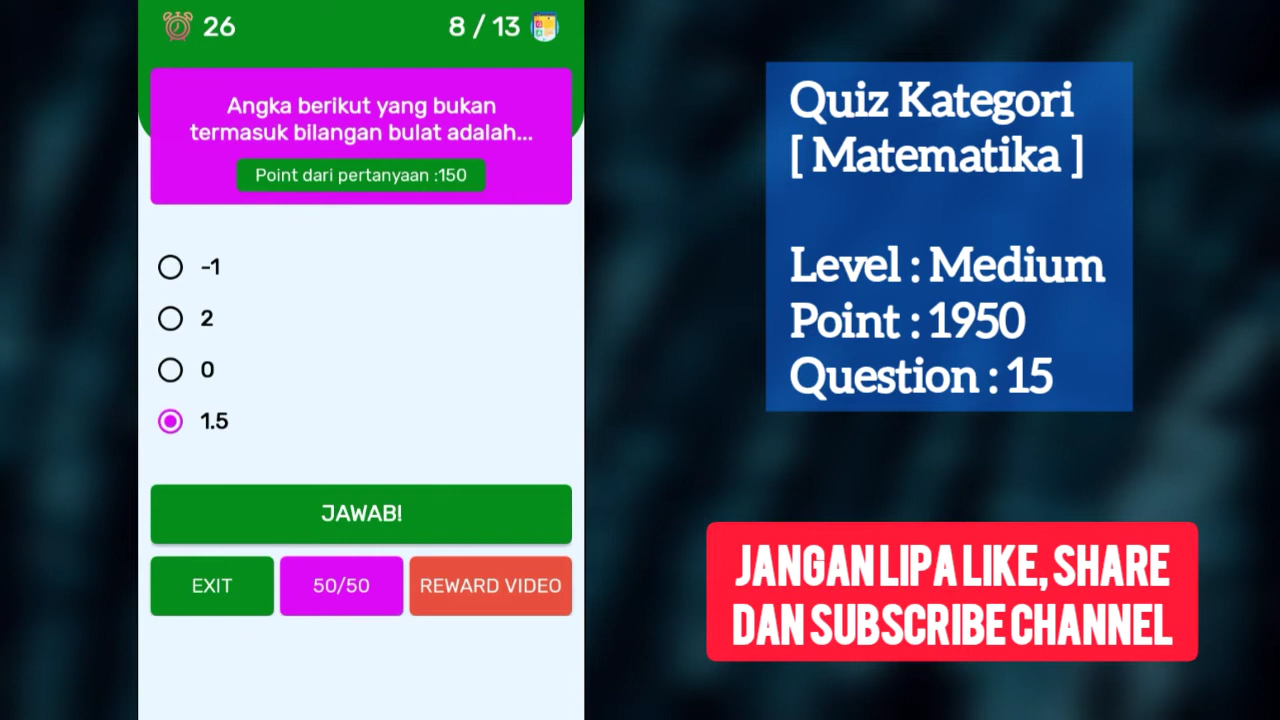 26
8 / 13
Angka berikut yang bukan
termasuk bilangan bulat adalah...
Point dari pertanyaan :150
-1
2
0
1.5
JAWAB!
EXIT
50/50
REWARD VIDEO
Quiz Kategori
[ Matematika ]
Level : Medium
Point : 1950
Question : 15
JANGAN LIPA LIKE, SHARE
DAN SUBSCRIBE CHANNEL